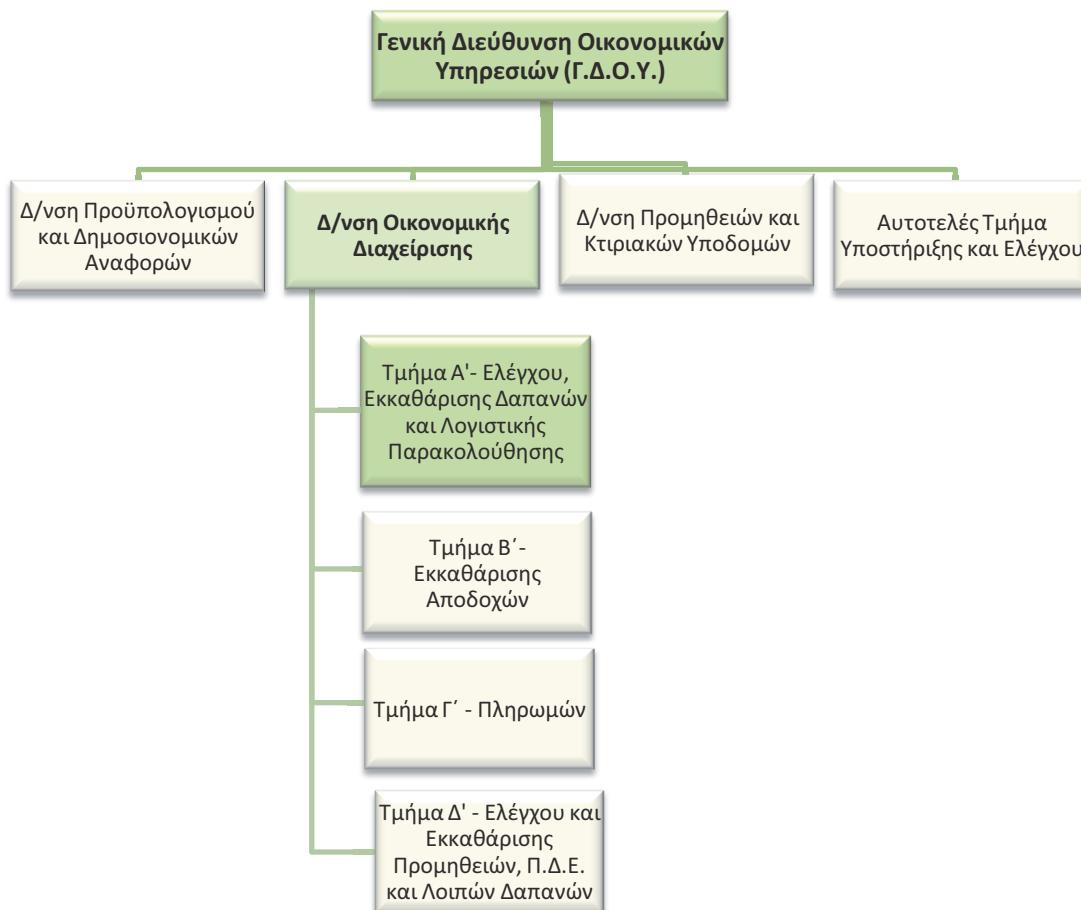 Γενική Διεύθυνση Οικονομικών
Υπηρεσιών (Γ.Δ.Ο.Υ.)
Δ/νση Προϋπολογισμού
και Δημοσιονομικών
Αναφορών
Δ/νση Οικονομικής
Διαχείρισης
Δ/νση Προμηθειών και
Κτιριακών Υποδομών
Αυτοτελές Τμήμα
Υποστήριξης και Ελέγχου
Τμήμα Α'- Ελέγχου,
Εκκαθάρισης Δαπανών
και Λογιστικής
Παρακολούθησης
Τμήμα Β΄-
Εκκαθάρισης
Αποδοχών
Τμήμα Γ΄ - Πληρωμών
Τμήμα Δ' - Ελέγχου και
Εκκαθάρισης
Προμηθειών, Π.Δ.Ε.
και Λοιπών Δαπανών